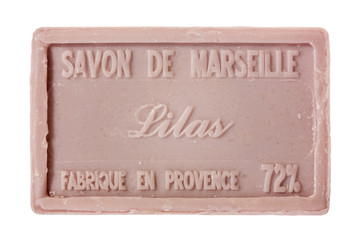 SAVON DE MARSEILLE
Lilas
FABRIQUE EN PROVENCE 72%